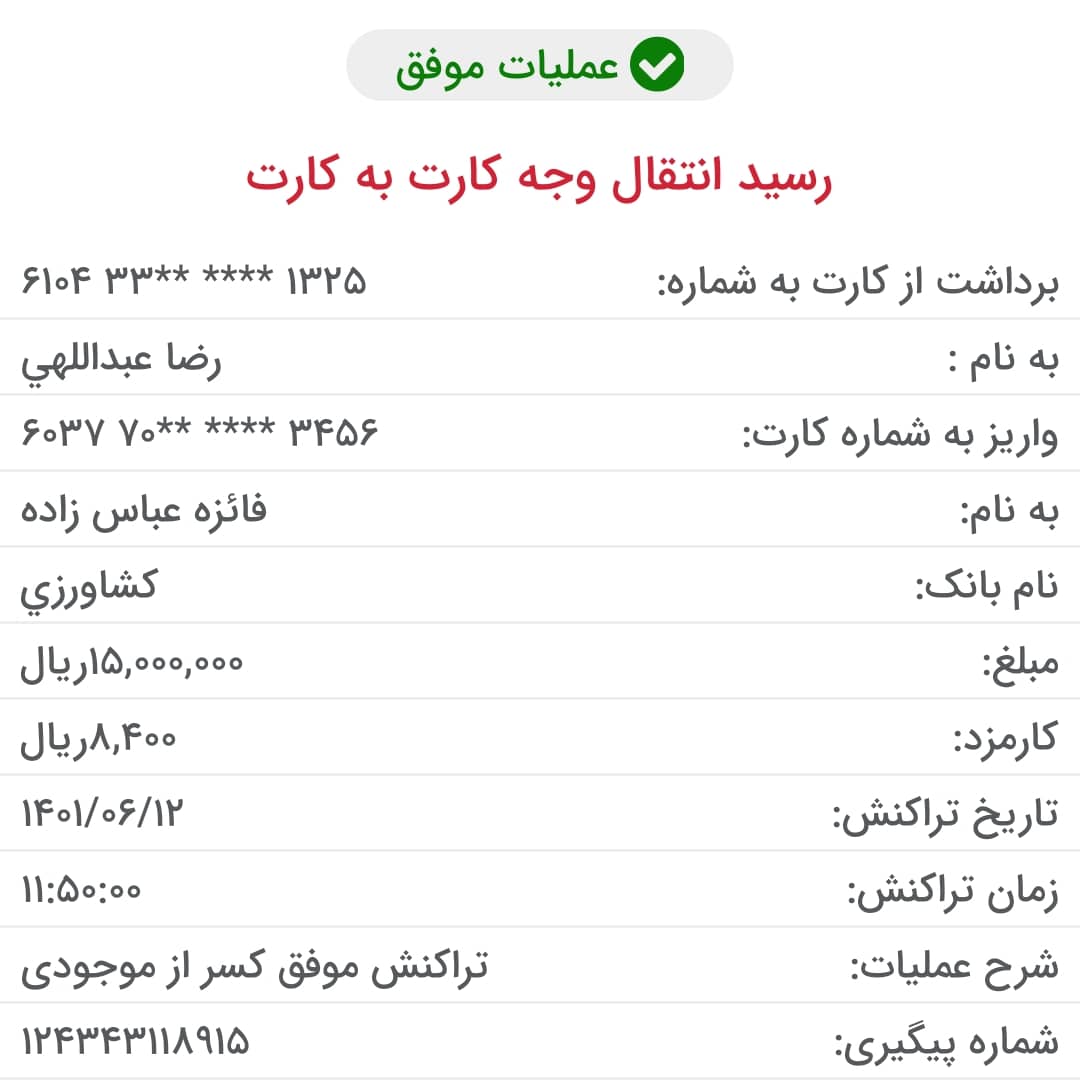 عملیات موفق
رسید انتقال وجه کارت به کارت
برداشت از کارت به شماره: ۶۱۰۴ ۳۳** **** ۱۳۲۵
به نام : رضا عبداللهي
واریز به شماره کارت: ۶۰۳۷ ۷۰** **** ۳۴۵۶
به نام: فائزه عباس زاده
نام بانک: کشاورزي
مبلغ: ۱۵,۰۰۰,۰۰۰ریال
کارمزد: ۸,۴۰۰ریال
تاریخ تراکنش: ۱۴۰۱/۰۶/۱۲
زمان تراکنش: ۱۱:۵۰:۰۰
شرح عملیات: تراکنش موفق کسر از موجودی
شماره پیگیری: ۱۲۴۳۴۳۱۱۸۹۱۵